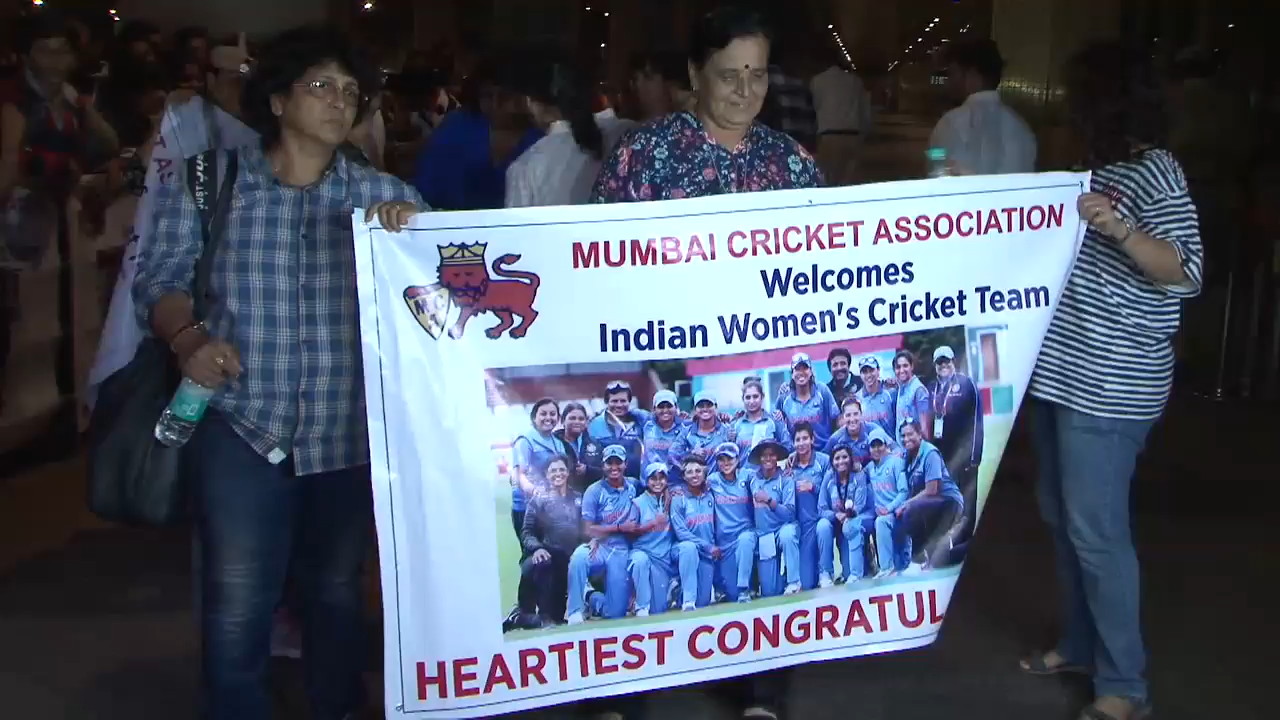 MUMBAI CRICKET ASSOCIATION
Welcomes
Indian Women's Cricket Team
HEARTIEST CONGRATUL